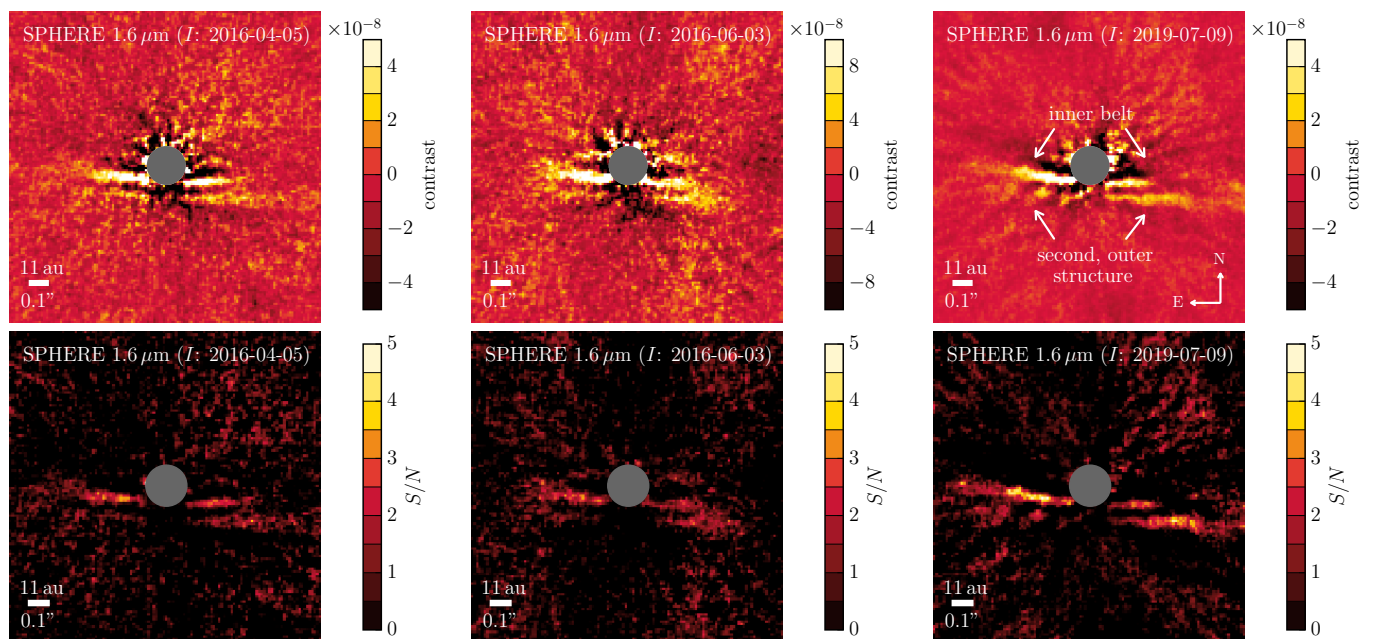 SPHERE 1.6 μm (I: 2016-04-05)
×10−8
4
2
0
−2
−4
contrast
11 au
0.1”
SPHERE 1.6 μm (I: 2016-06-03)
×10−8
8
4
0
−4
−8
contrast
11 au
0.1”
SPHERE 1.6 μm (I: 2019-07-09)
×10−8
4
2
0
−2
−4
contrast
inner belt
second, outer
structure
N
E
11 au
0.1”
SPHERE 1.6 μm (I: 2016-04-05)
5
4
3
2
1
0
S/N
11 au
0.1”
SPHERE 1.6 μm (I: 2016-06-03)
5
4
3
2
1
0
S/N
11 au
0.1”
SPHERE 1.6 μm (I: 2019-07-09)
5
4
3
2
1
0
S/N
11 au
0.1”